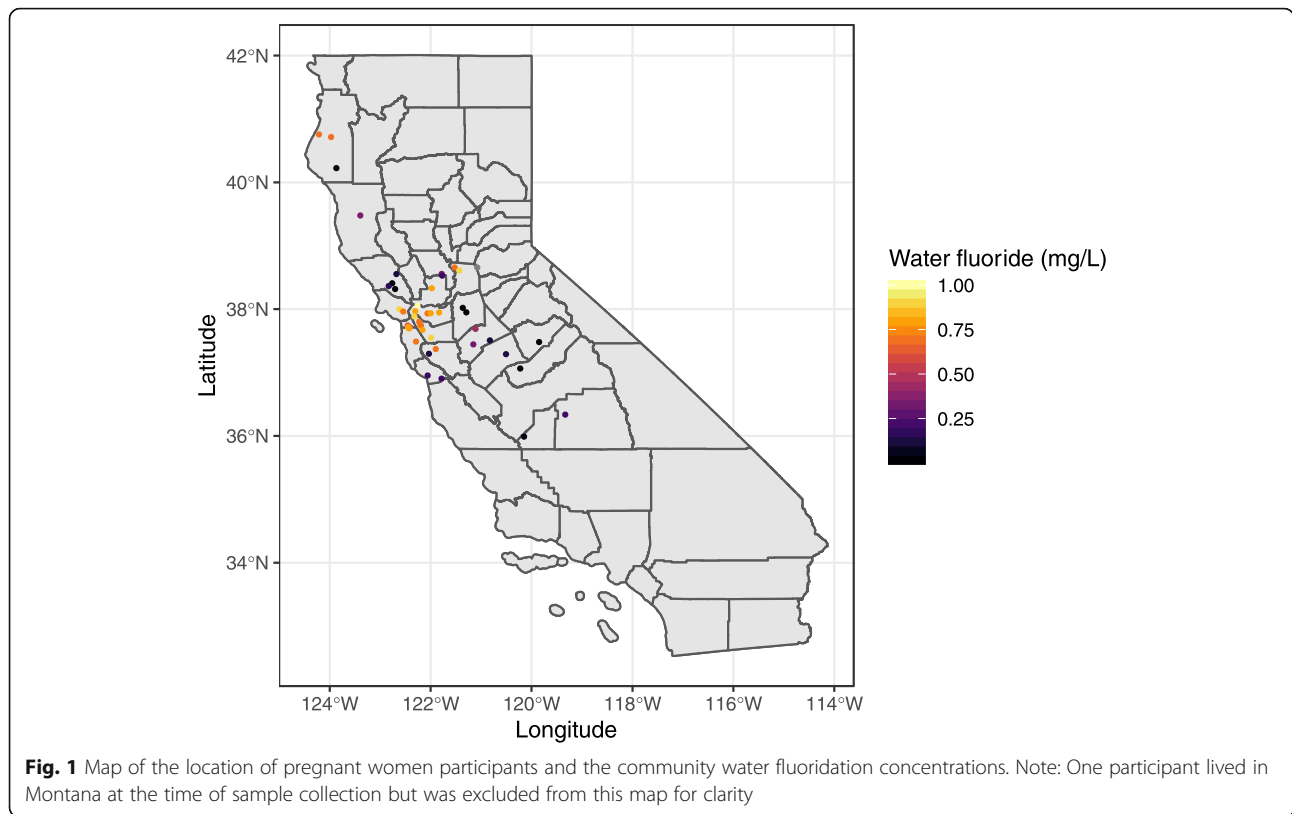 42°N
40°N
38°N
36°N
34°N
Latitude
124°W 122°W 120°W 118°W 116°W 114°W
Longitude
Water fluoride (mg/L)
1.00
0.75
0.50
0.25
Fig. 1 Map of the location of pregnant women participants and the community water fluoridation concentrations. Note: One participant lived in
Montana at the time of sample collection but was excluded from this map for clarity